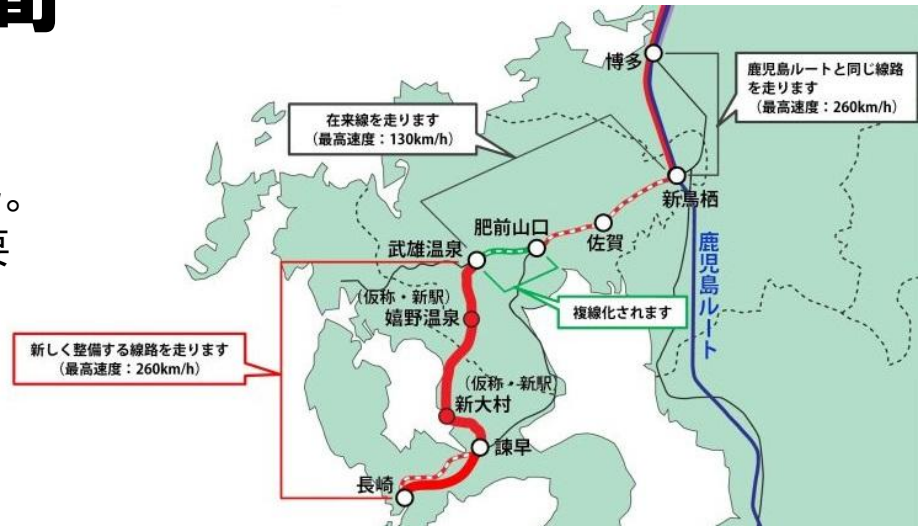 間
。
要
博多
鹿児島ルートと同じ線路
を走ります
（最高速度：260km/h）
在来線を走ります
（最高速度：130km/h）
新鳥栖
肥前山口
佐賀
武雄温泉
鹿児島ルート
（仮称・新駅）
嬉野温泉
複線化されます
新しく整備する線路を走ります
（最高速度：260km/h）
（仮称・新駅）
新大村
諫早
長崎